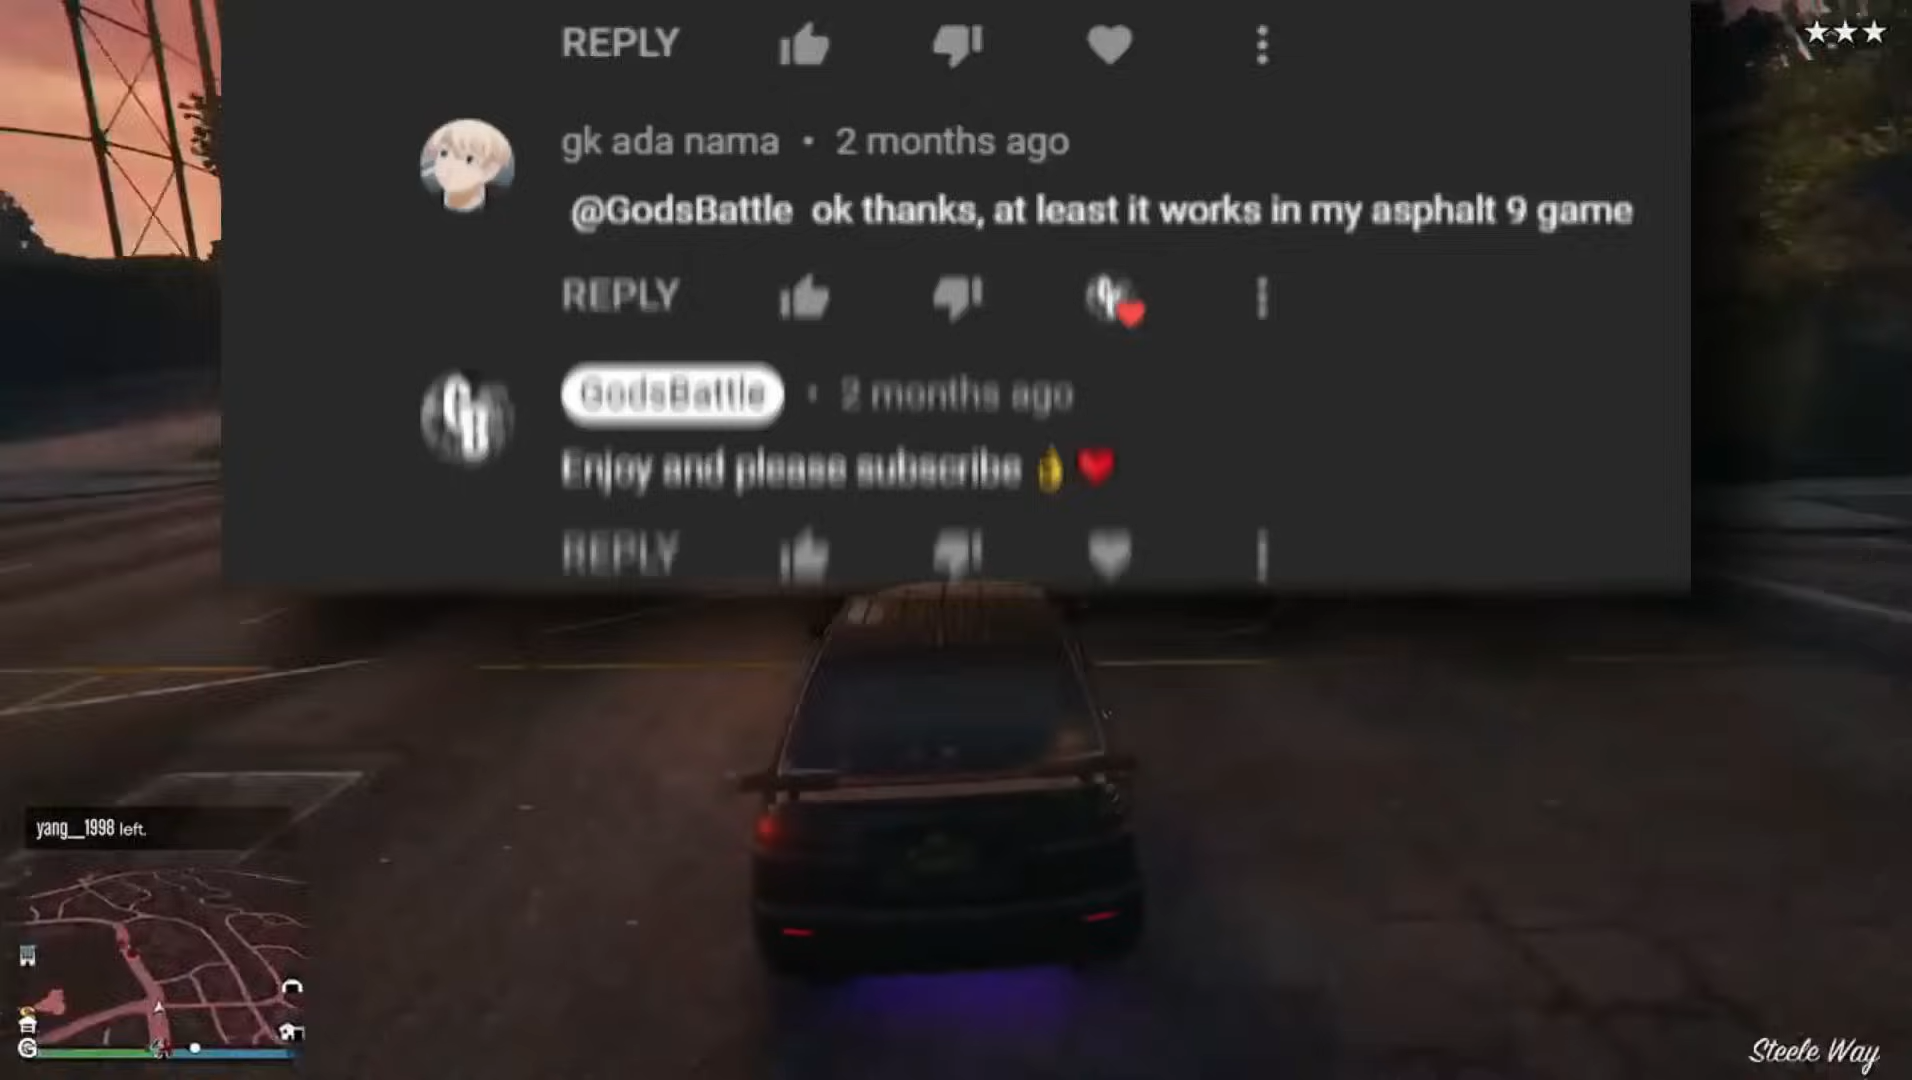 REPLY
gk ada nama • 2 months ago
@GodsBattle ok thanks, at least it works in my asphalt 9 game
REPLY
GodsBattle • 2 months ago
Enjoy and please subscribe 👌❤️
REPLY
yang__1998 left.
Steele Way